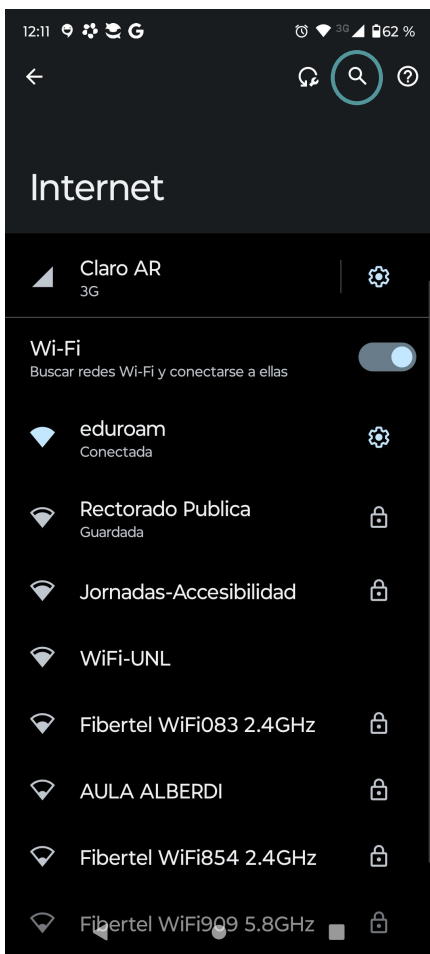 12:11 G 3G 62 %
Internet
Claro AR
3G
Wi-Fi
Buscar redes Wi-Fi y conectarse a ellas
eduroam
Conectada
Rectorado Publica
Guardada
Jornadas-Accesibilidad
WiFi-UNL
Fibertel WiFi083 2.4GHz
AULA ALBERDI
Fibertel WiFi854 2.4GHz
Fibertel WiFi909 5.8GHz